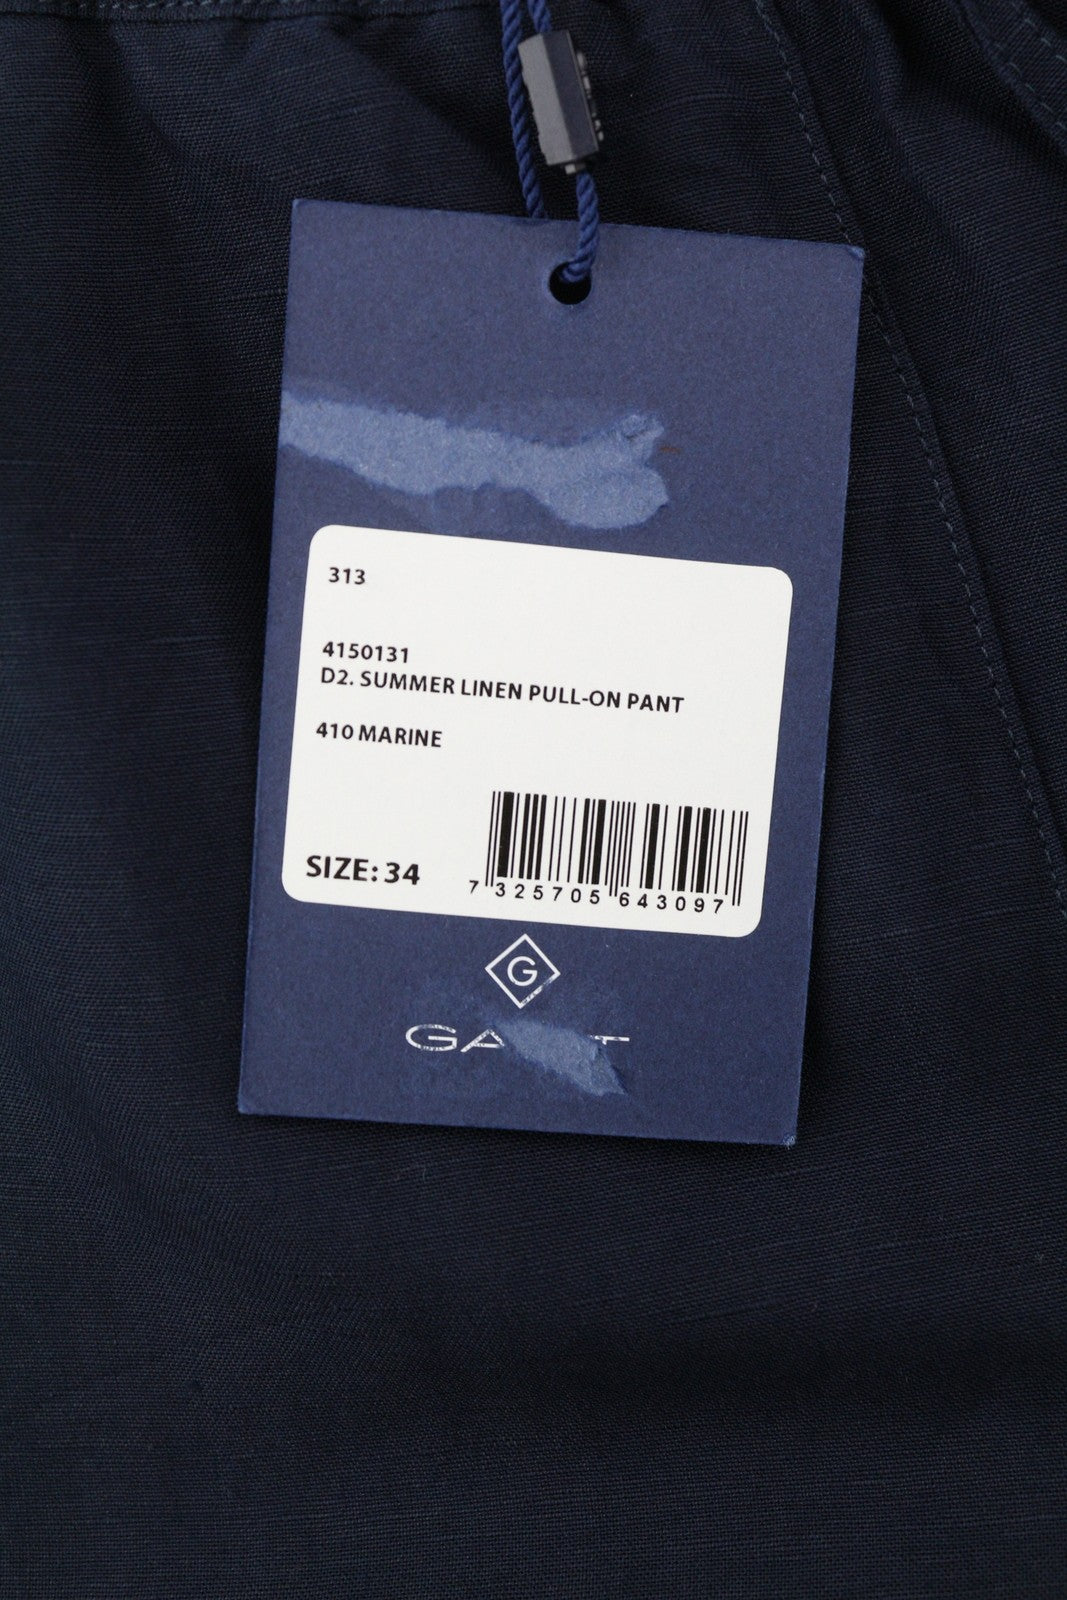 313
4150131
D2. SUMMER LINEN PULL-ON PANT
410 MARINE
SIZE: 34
7 325705 643097
G